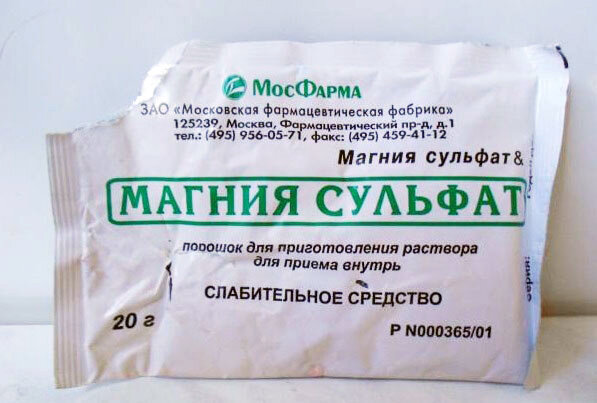 МосФарма
ЗАО «Московская фармацевтическая фабрика»
125239, Москва, Фармацевтический пр-д, д.1
тел.: (495) 956-05-71, факс: (495) 459-41-12
Магния сульфат&
МАГНИЯ СУЛЬФАТ
порошок для приготовления раствора
для приема внутрь
СЛАБИТЕЛЬНОЕ СРЕДСТВО
20 г
Р N000365/01
Серия: